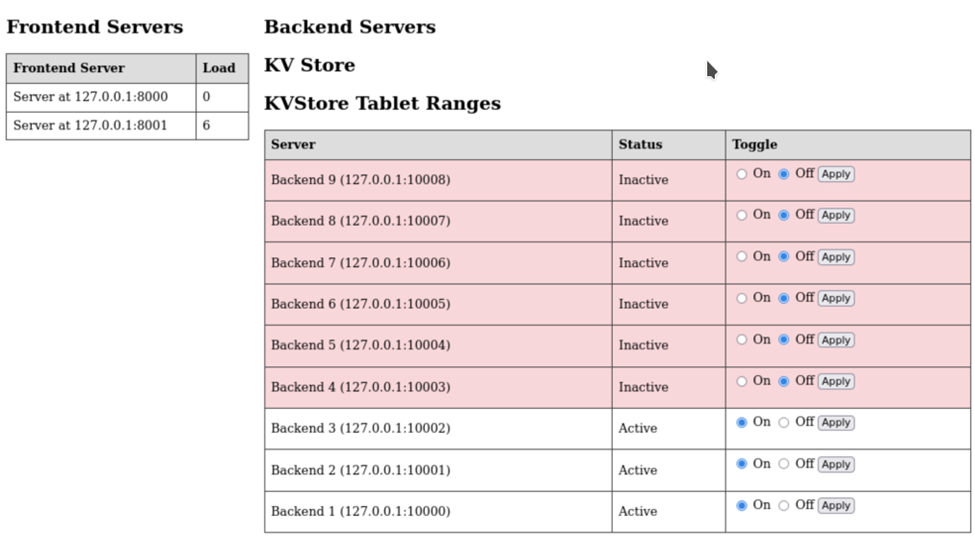 Frontend Servers
Frontend Server Load
Server at 127.0.0.1:8000 0
Server at 127.0.0.1:8001 6
Backend Servers
KV Store
KVStore Tablet Ranges
Server Status Toggle
Backend 9 (127.0.0.1:10008) Inactive On Off Apply
Backend 8 (127.0.0.1:10007) Inactive On Off Apply
Backend 7 (127.0.0.1:10006) Inactive On Off Apply
Backend 6 (127.0.0.1:10005) Inactive On Off Apply
Backend 5 (127.0.0.1:10004) Inactive On Off Apply
Backend 4 (127.0.0.1:10003) Inactive On Off Apply
Backend 3 (127.0.0.1:10002) Active On Off Apply
Backend 2 (127.0.0.1:10001) Active On Off Apply
Backend 1 (127.0.0.1:10000) Active On Off Apply